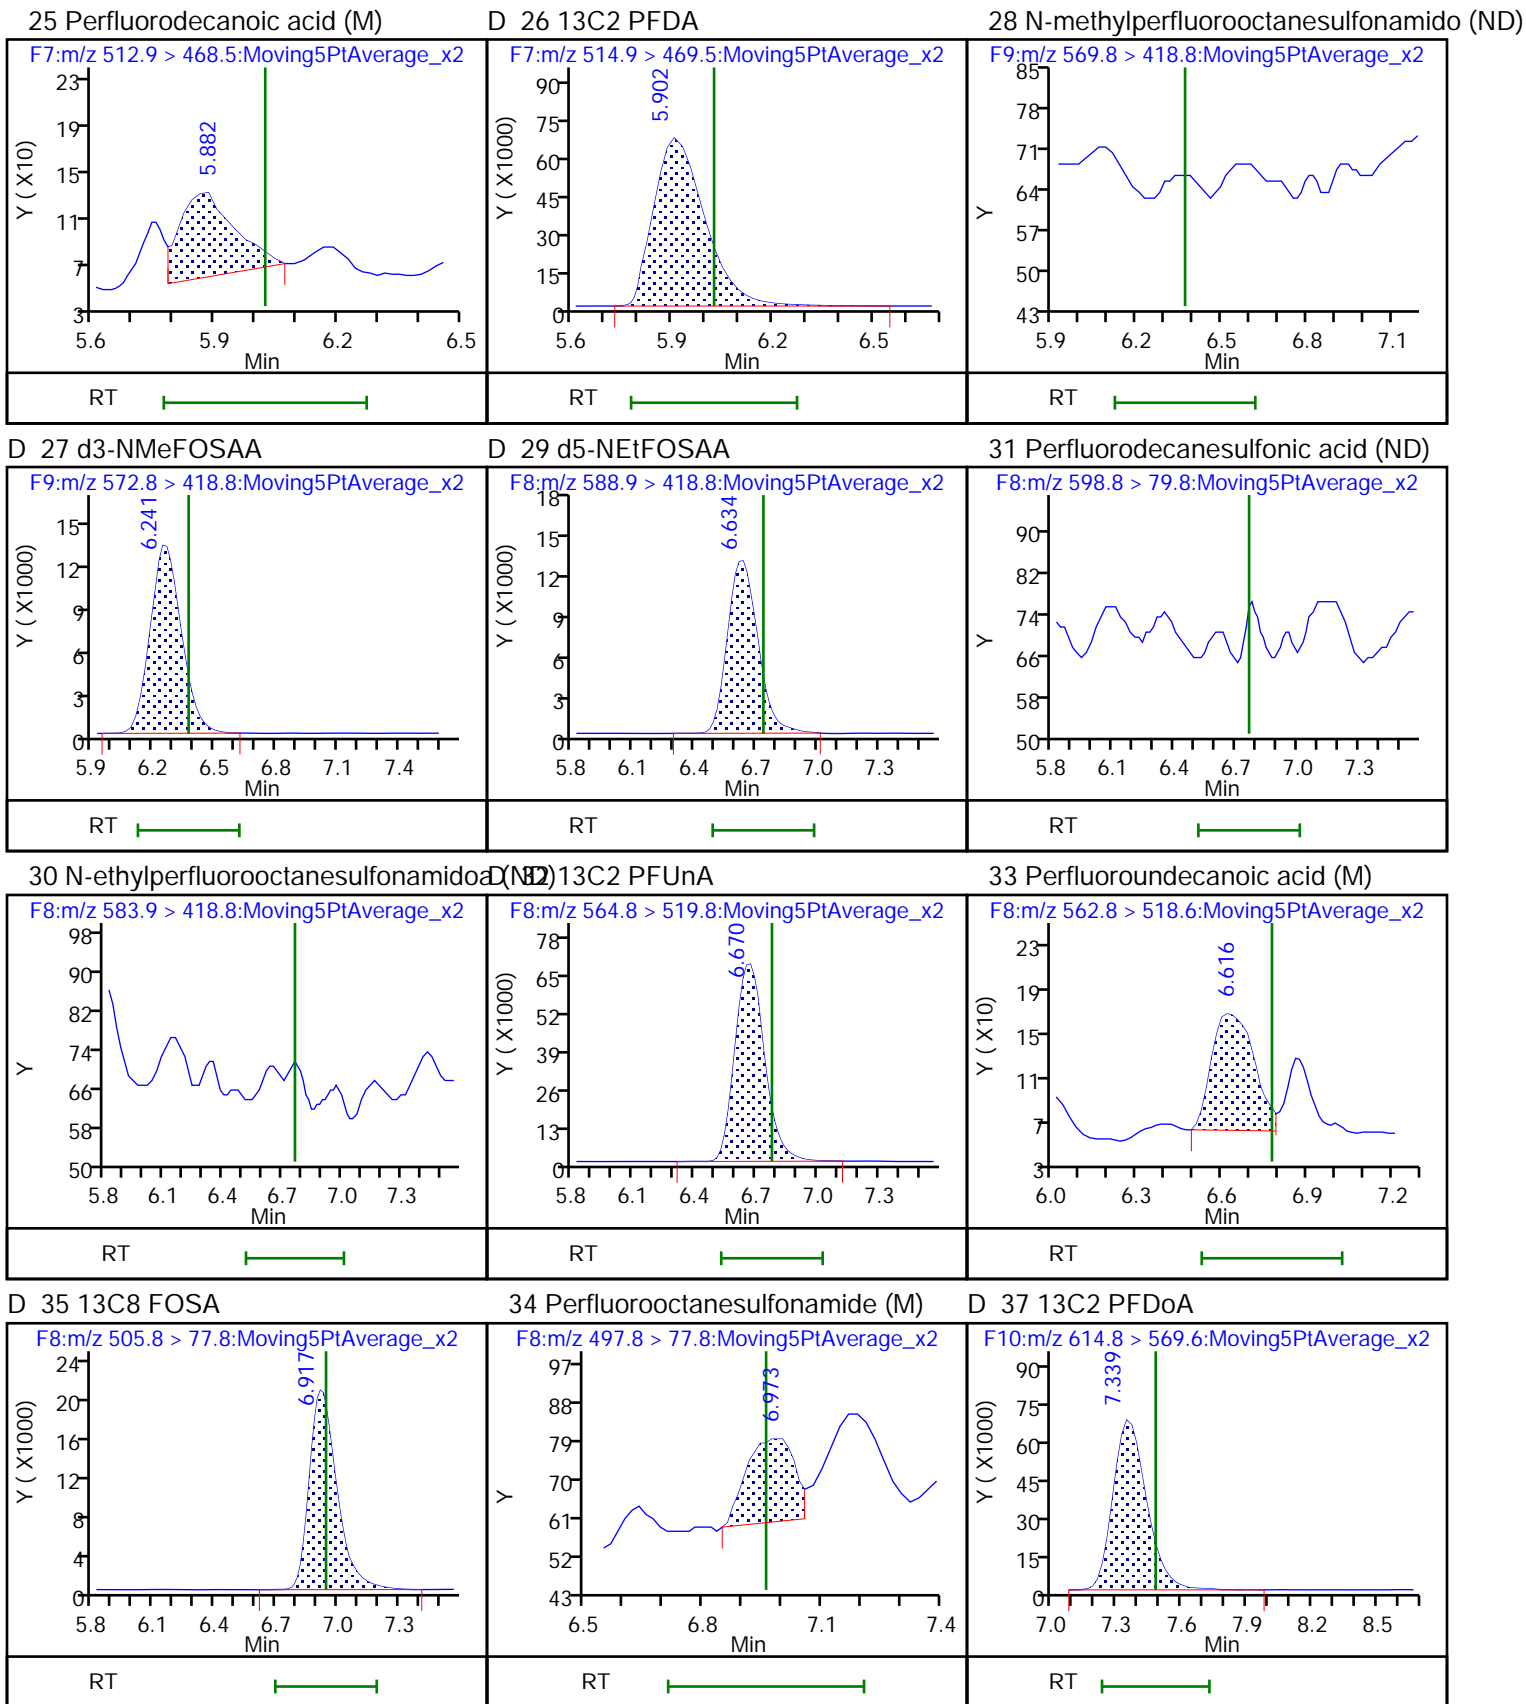 25 Perfluorodecanoic acid (M)
F7:m/z 512.9 > 468.5:Moving5PtAverage_x2
5.882
Y ( X10)
23
19
15
11
7
3
5.6 5.9 6.2 6.5
Min
RT
D 26 13C2 PFDA
F7:m/z 514.9 > 469.5:Moving5PtAverage_x2
5.902
Y ( X1000)
90
75
60
45
30
15
0
5.6 5.9 6.2 6.5
Min
RT
28 N-methylperfluorooctanesulfonamido (ND)
F9:m/z 569.8 > 418.8:Moving5PtAverage_x2
Y
85
78
71
64
57
50
43
5.9 6.2 6.5 6.8 7.1
Min
RT
D 27 d3-NMeFOSAA
F9:m/z 572.8 > 418.8:Moving5PtAverage_x2
6.241
Y ( X1000)
15
12
9
6
3
0
5.9 6.2 6.5 6.8 7.1 7.4
Min
RT
D 29 d5-NEtFOSAA
F8:m/z 588.9 > 418.8:Moving5PtAverage_x2
6.634
Y ( X1000)
18
15
12
9
6
3
0
5.8 6.1 6.4 6.7 7.0 7.3
Min
RT
31 Perfluorodecanesulfonic acid (ND)
F8:m/z 598.8 > 79.8:Moving5PtAverage_x2
Y
90
82
74
66
58
50
5.8 6.1 6.4 6.7 7.0 7.3
Min
RT
30 N-ethylperfluorooctanesulfonamidoa (ND)
F8:m/z 583.9 > 418.8:Moving5PtAverage_x2
Y
98
90
82
74
66
58
50
5.8 6.1 6.4 6.7 7.0 7.3
Min
RT
D 32 13C2 PFUnA
F8:m/z 564.8 > 519.8:Moving5PtAverage_x2
6.670
Y ( X1000)
78
65
52
39
26
13
0
5.8 6.1 6.4 6.7 7.0 7.3
Min
RT
33 Perfluoroundecanoic acid (M)
F8:m/z 562.8 > 518.6:Moving5PtAverage_x2
6.616
Y ( X10)
23
19
15
11
7
3
6.0 6.3 6.6 6.9 7.2
Min
RT
D 35 13C8 FOSA
F8:m/z 505.8 > 77.8:Moving5PtAverage_x2
6.917
Y ( X1000)
24
20
16
12
8
4
0
5.8 6.1 6.4 6.7 7.0 7.3
Min
RT
34 Perfluorooctanesulfonamide (M)
F8:m/z 497.8 > 77.8:Moving5PtAverage_x2
6.973
Y
97
88
79
70
61
52
43
6.5 6.8 7.1 7.4
Min
RT
D 37 13C2 PFDoA
F10:m/z 614.8 > 569.6:Moving5PtAverage_x2
7.339
Y ( X1000)
90
75
60
45
30
15
0
7.0 7.3 7.6 7.9 8.2 8.5
Min
RT